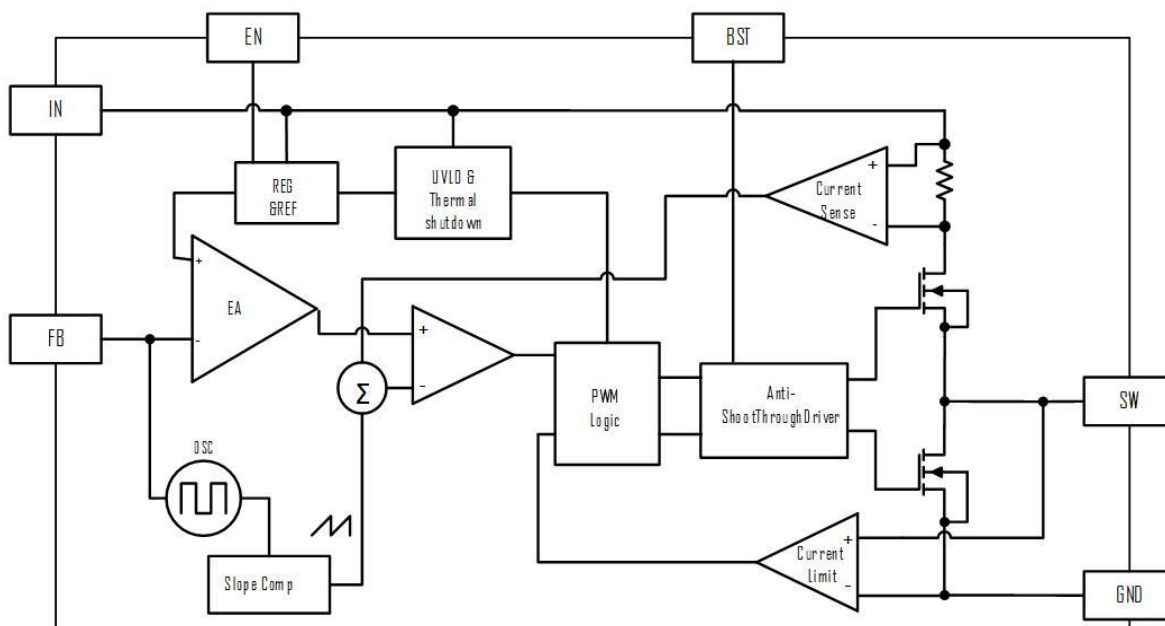 EN
BST
IN
REG
&REF
UVLO &
Thermal
shutdown
+
Current
Sense
-
+
EA
-
FB
+
-
Σ
PWM
Logic
Anti-
ShootThroughDriver
SW
OSC
Slope Comp
+
Current
Limit
-
GND